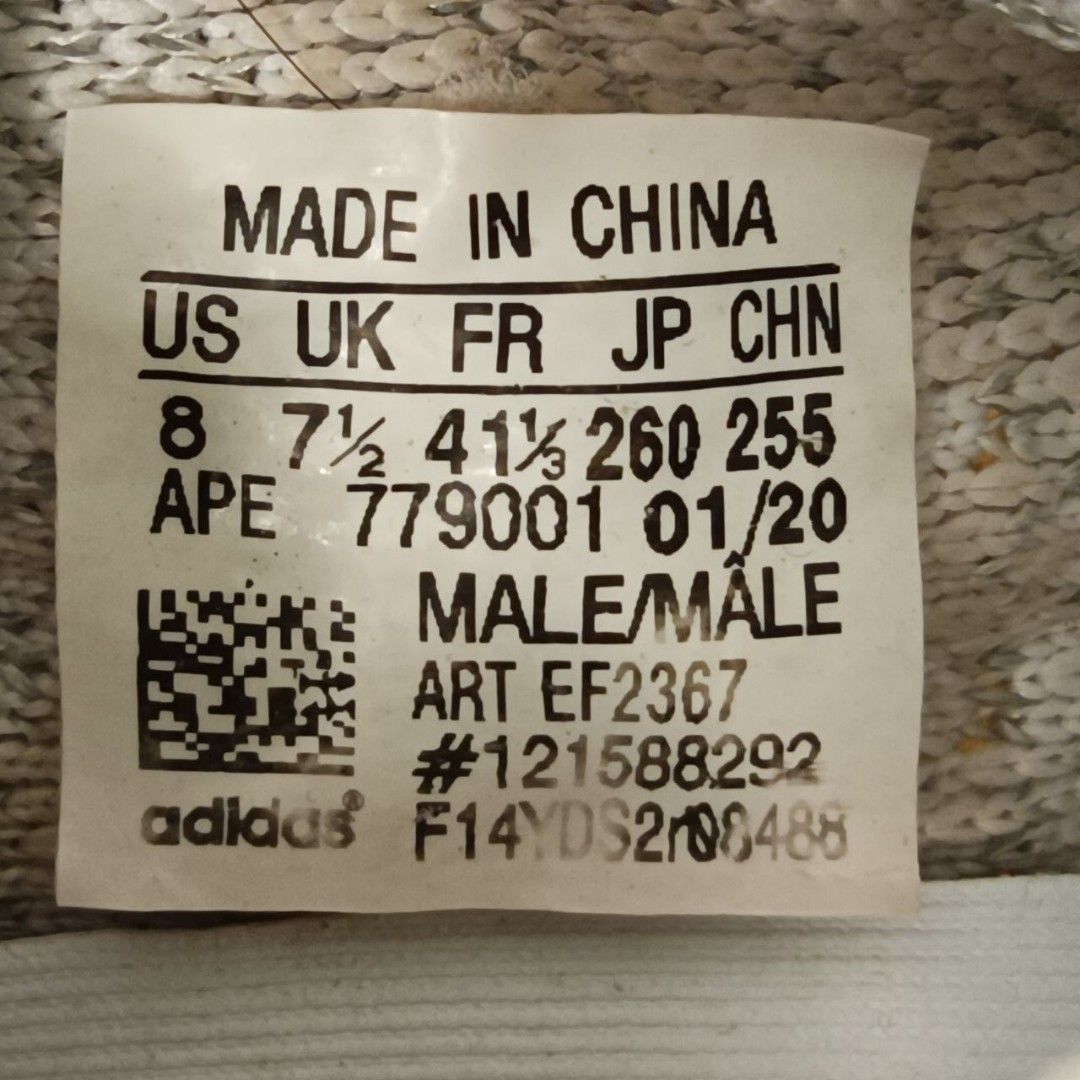 MADE IN CHINA
US UK FR JP CHN
8 7½ 41⅓ 260 255
APE 779001 01/20
MALE/MÂLE
ART EF2367
#121588292
adidas®